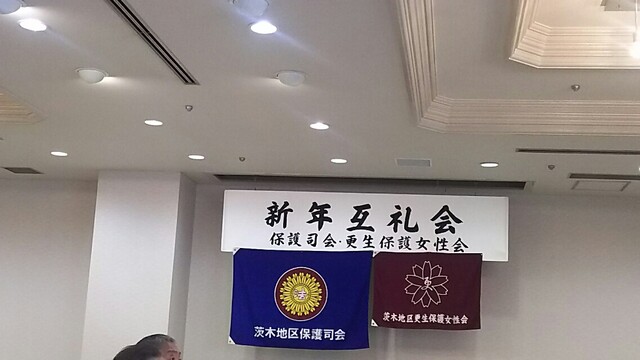 新年互礼会
保護司会・更生保護女性会
茨木地区保護司会
茨木地区更生保護女性会